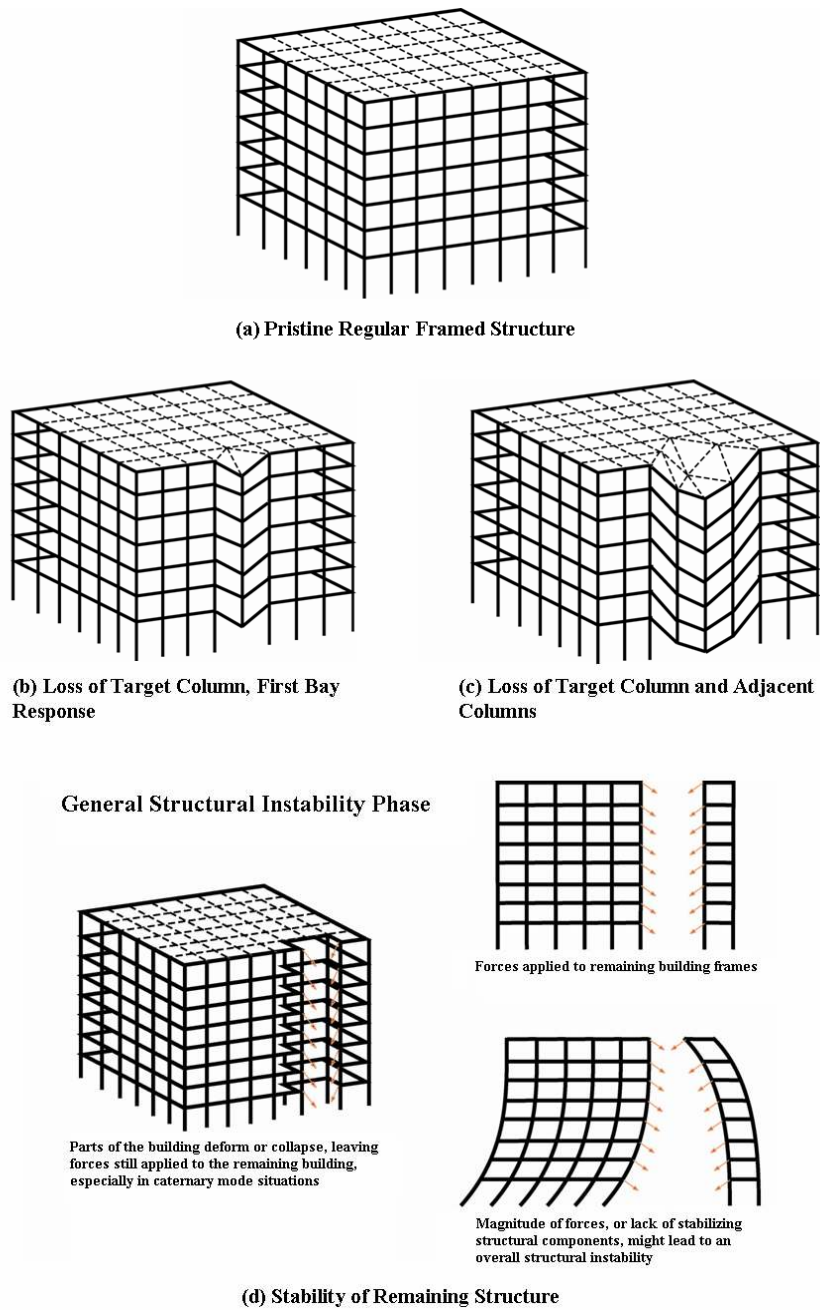 (a) Pristine Regular Framed Structure
(b) Loss of Target Column, First Bay
Response
(c) Loss of Target Column and Adjacent
Columns
General Structural Instability Phase
Forces applied to remaining building frames
Parts of the building deform or collapse, leaving
forces still applied to the remaining building,
especially in caternary mode situations
Magnitude of forces, or lack of stabilizing
structural components, might lead to an
overall structural instability
(d) Stability of Remaining Structure